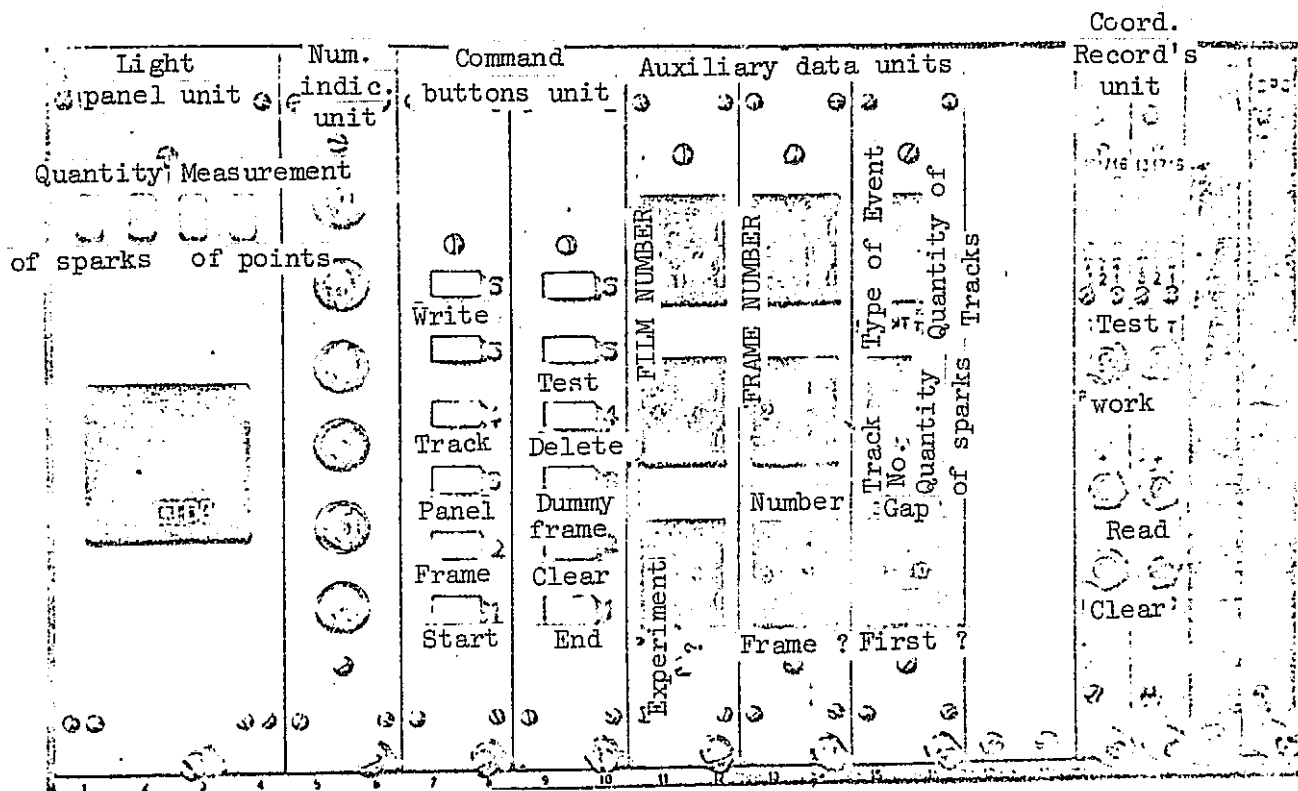 Light
panel unit
Num.
indic.
unit
Command
buttons unit
Auxiliary data units
Coord.
Record's
unit
Quantity Measurement
of sparks of points
Write
Track
Panel
Frame
Start
Test
Delete
Dummy
frame
Clear
End
FILM NUMBER
Experiment
?
FRAME NUMBER
Number
Frame ?
Type of Event
Track
No.
Gap
Quantity of
Tracks
Quantity
of sparks
First ?
Test
work
Read
Clear